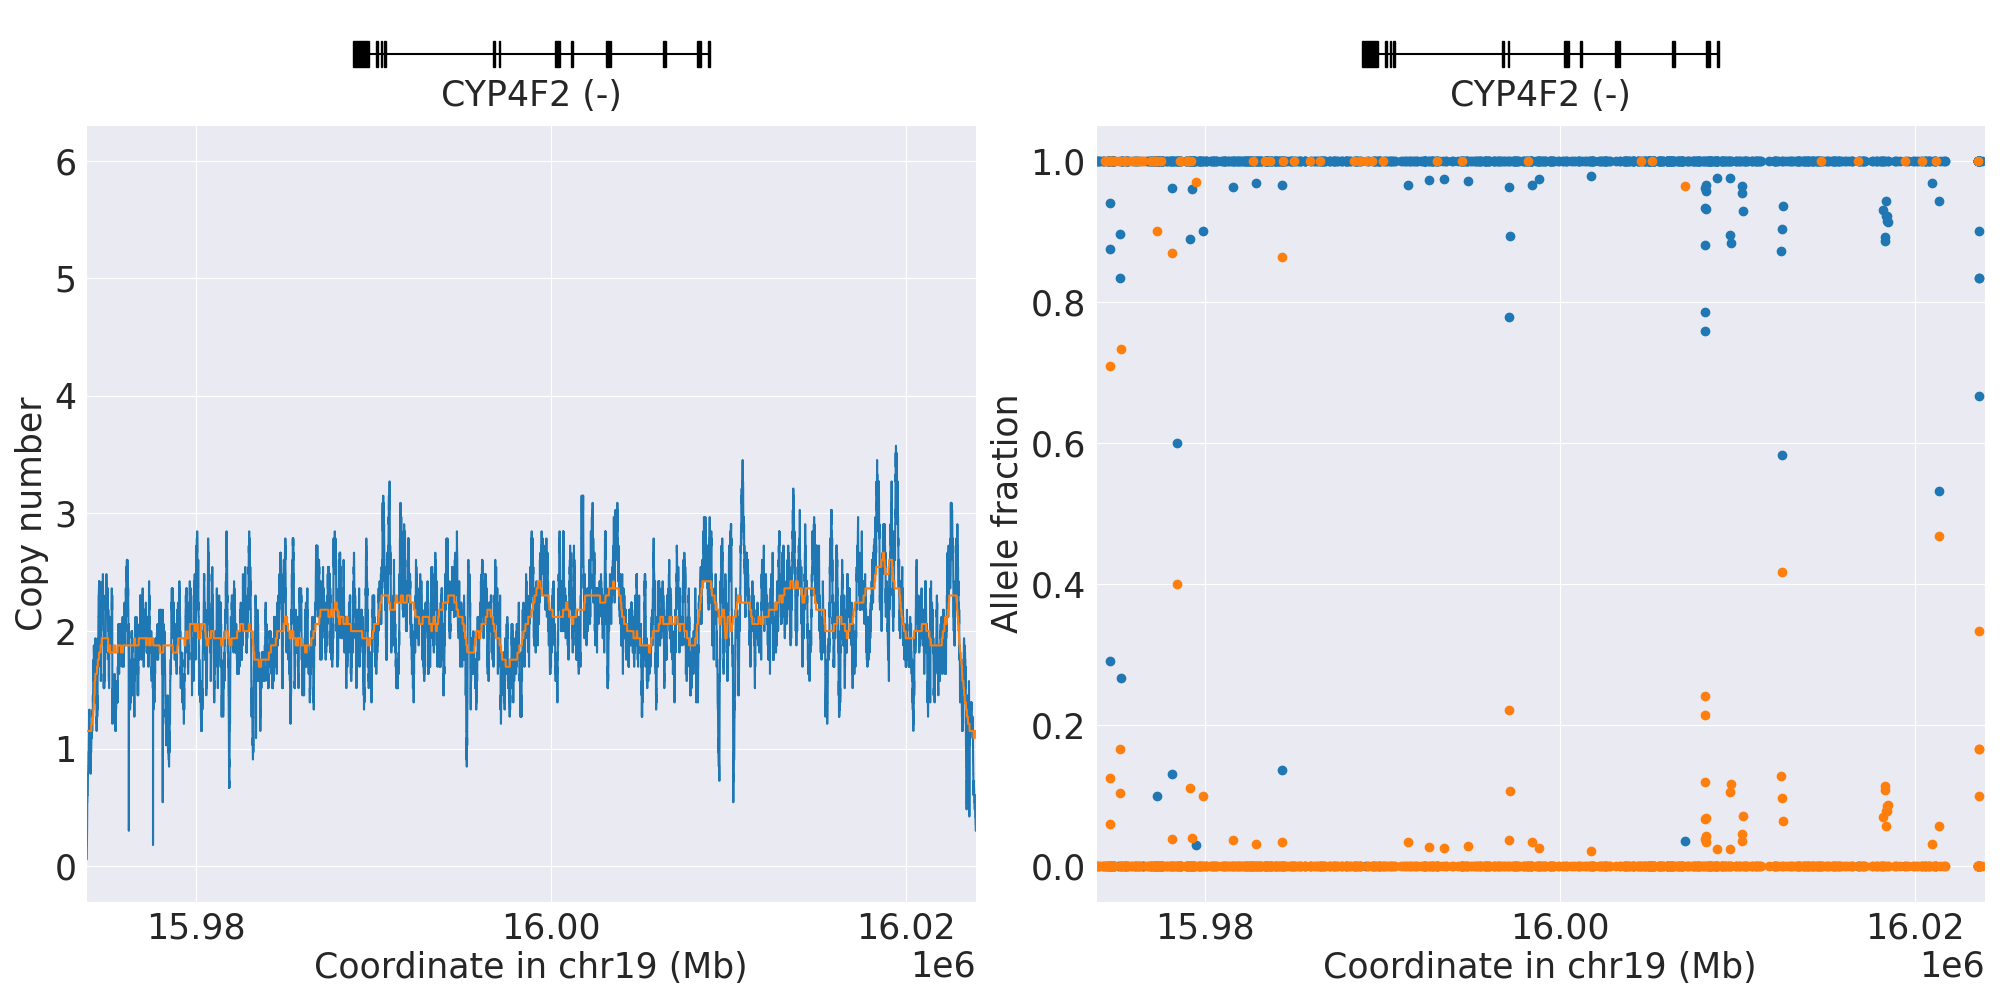 CYP4F2 (-)
Copy number
6
5
4
3
2
1
0
15.98
16.00
16.02
Coordinate in chr19 (Mb)
1e6
CYP4F2 (-)
Allele fraction
1.0
0.8
0.6
0.4
0.2
0.0
15.98
16.00
16.02
Coordinate in chr19 (Mb)
1e6